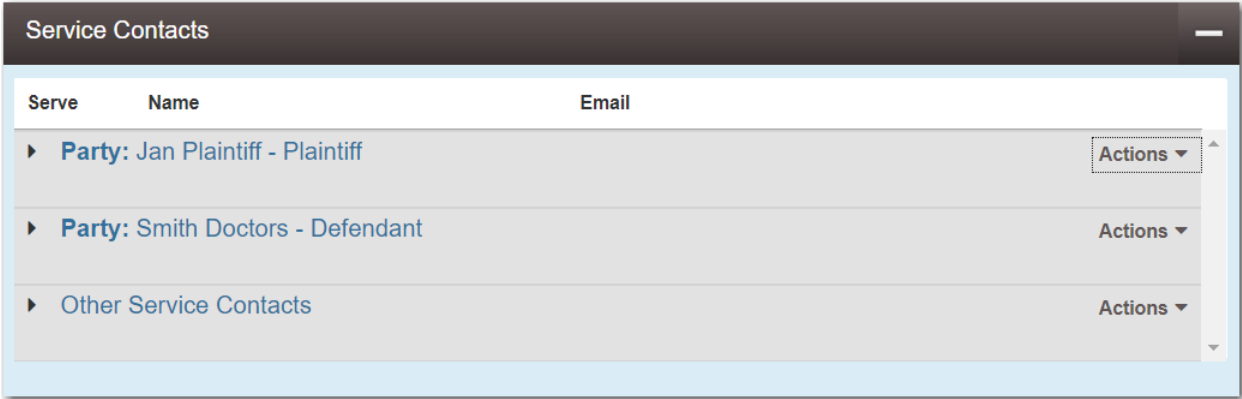 Service Contacts
Serve Name Email
Party: Jan Plaintiff - Plaintiff Actions
Party: Smith Doctors - Defendant Actions
Other Service Contacts Actions